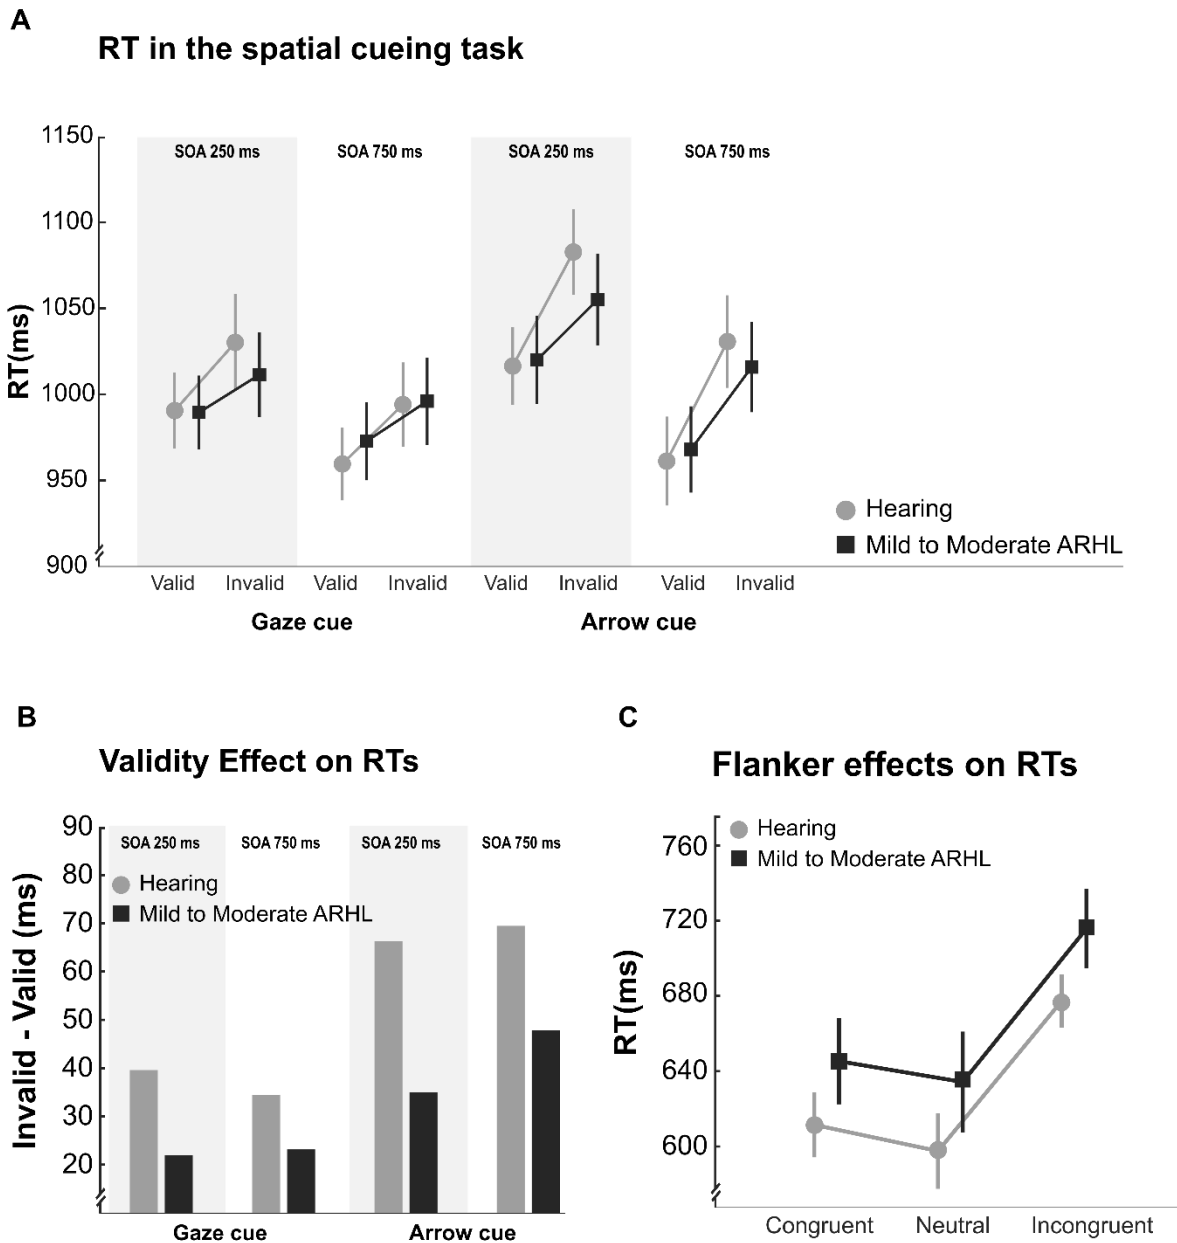 A
RT in the spatial cueing task
1150
1100
1050
1000
950
900
RT(ms)
SOA 250 ms
SOA 750 ms
SOA 250 ms
SOA 750 ms
Hearing
Mild to Moderate ARHL
Valid Invalid Valid Invalid Valid Invalid Valid Invalid
Gaze cue Arrow cue
B
Validity Effect on RTs
90
80
70
60
50
40
30
20
Invalid - Valid (ms)
SOA 250 ms SOA 750 ms SOA 250 ms SOA 750 ms
Hearing
Mild to Moderate ARHL
Gaze cue Arrow cue
C
Flanker effects on RTs
Hearing
Mild to Moderate ARHL
760
720
680
640
600
RT(ms)
Congruent Neutral Incongruent